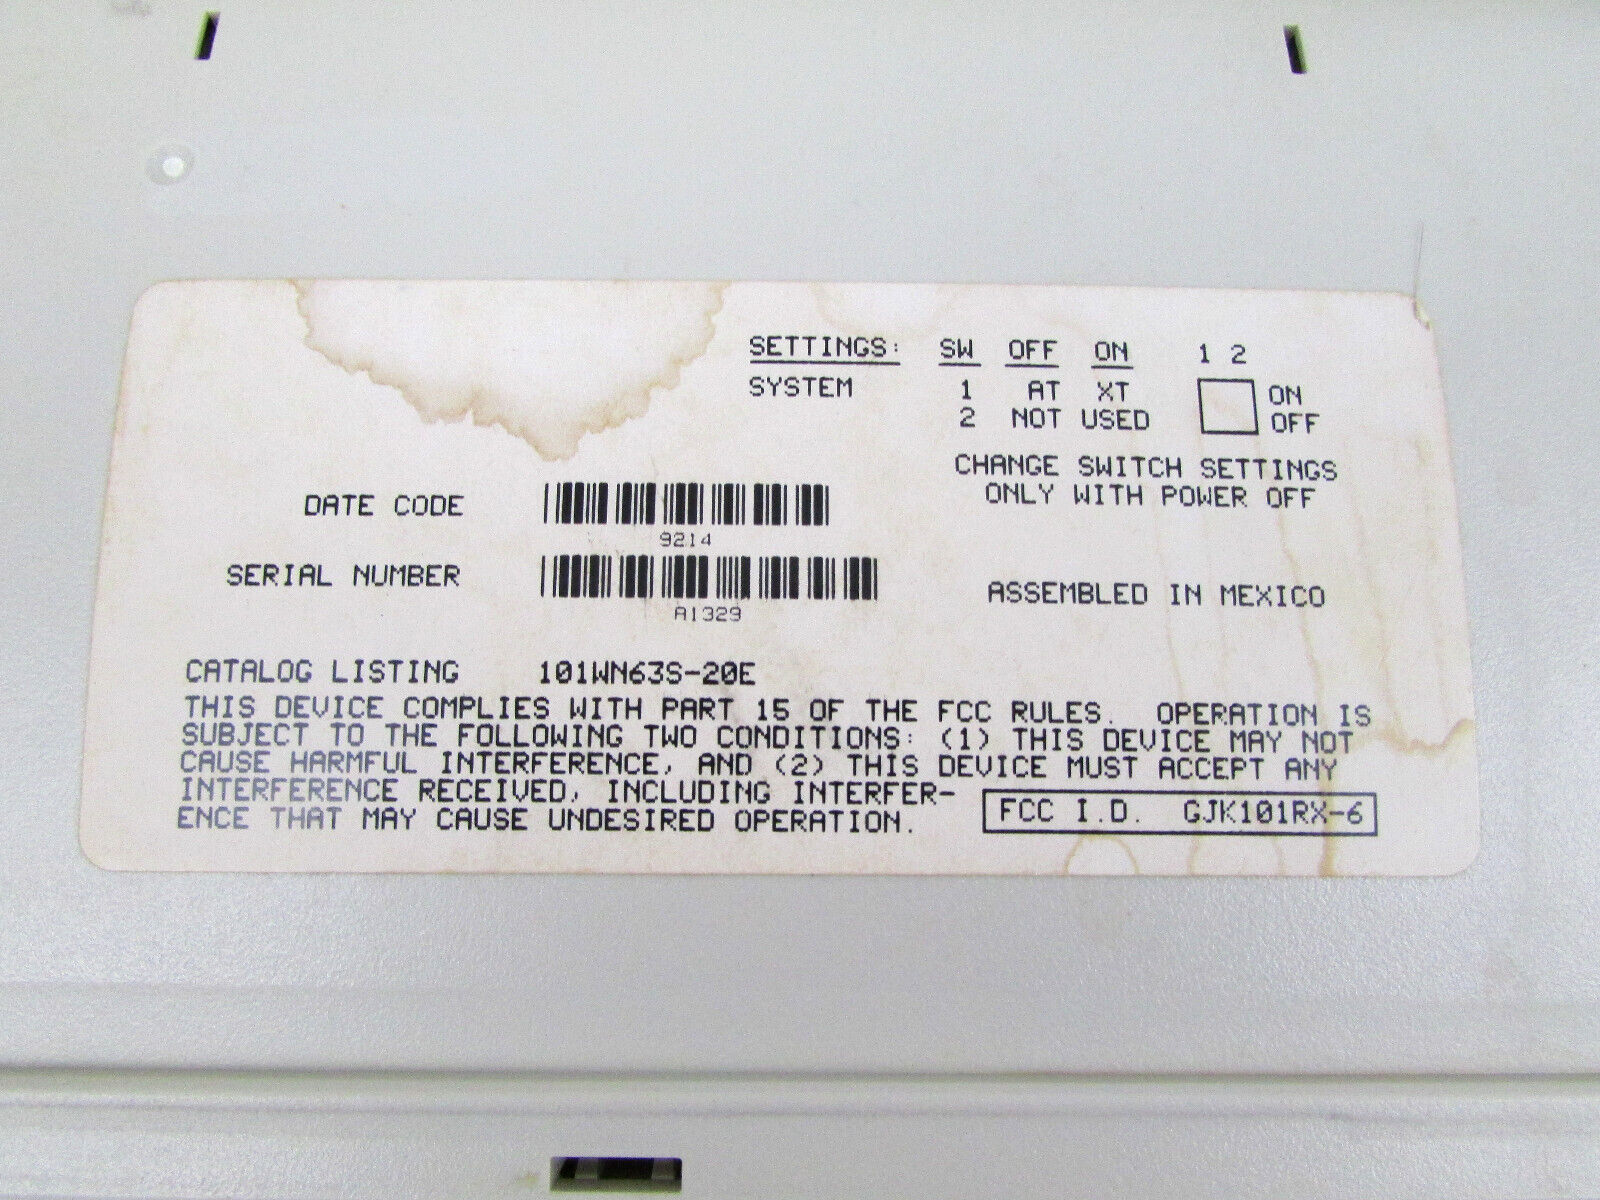 SETTINGS: SW OFF ON 1 2
SYSTEM 1 AT XT ON
2 NOT USED OFF
CHANGE SWITCH SETTINGS
ONLY WITH POWER OFF
DATE CODE
9214
SERIAL NUMBER
A1329
ASSEMBLED IN MEXICO
CATALOG LISTING 101WN63S-20E
THIS DEVICE COMPLIES WITH PART 15 OF THE FCC RULES. OPERATION IS
SUBJECT TO THE FOLLOWING TWO CONDITIONS: (1) THIS DEVICE MAY NOT
CAUSE HARMFUL INTERFERENCE, AND (2) THIS DEVICE MUST ACCEPT ANY
INTERFERENCE RECEIVED, INCLUDING INTERFER-
ENCE THAT MAY CAUSE UNDESIRED OPERATION.
FCC I.D. GJK101RX-6